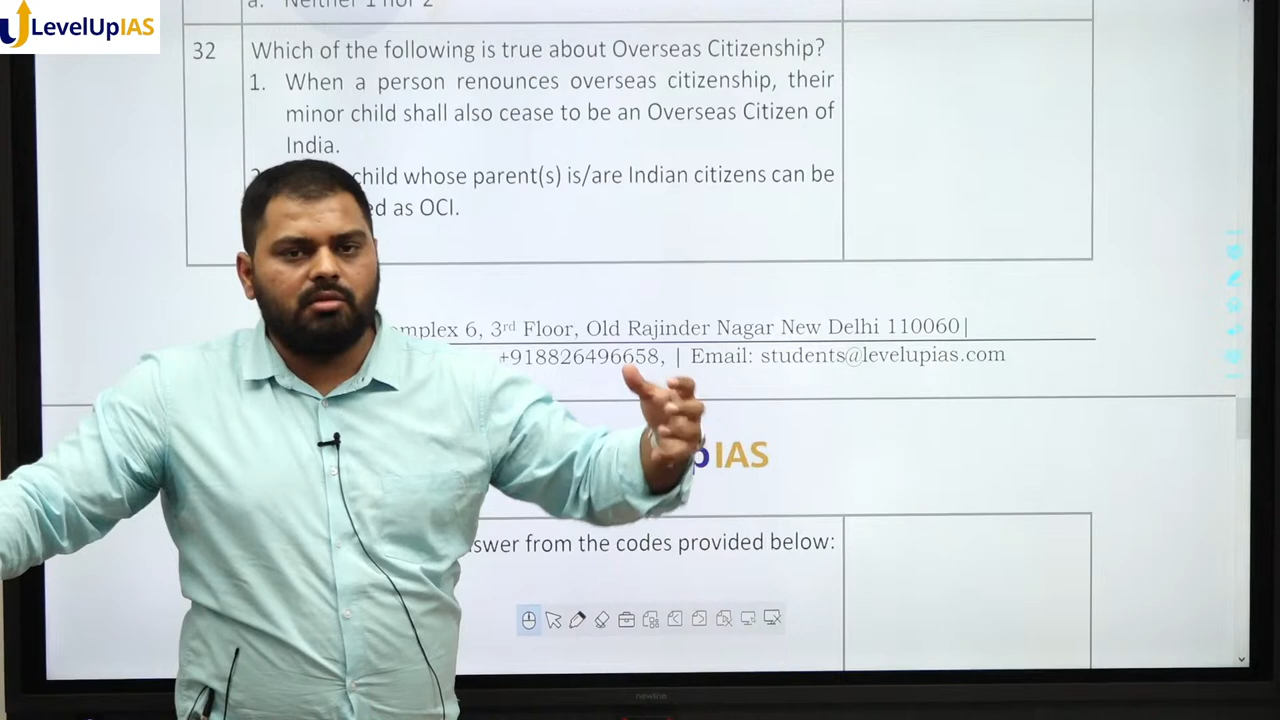 LevelUpIAS
a. Neither 1 nor 2
32 Which of the following is true about Overseas Citizenship?
1. When a person renounces overseas citizenship, their
minor child shall also cease to be an Overseas Citizen of
India.
child whose parent(s) is/are Indian citizens can be
ed as OCI.
mplex 6, 3rd Floor, Old Rajinder Nagar New Delhi 110060|
+918826496658, | Email: students@levelupias.com
pIAS
swer from the codes provided below:
newline